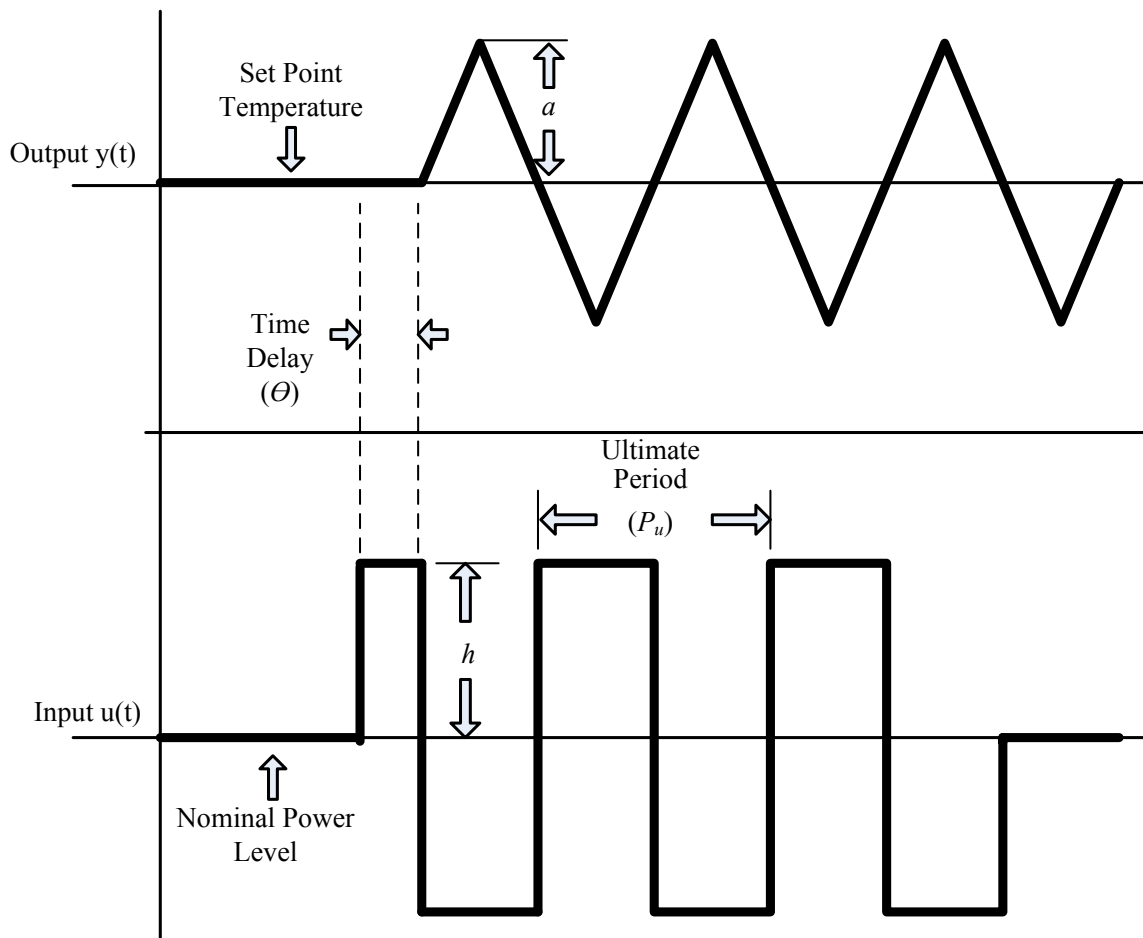 Set Point
Temperature
a
Output y(t)
Time
Delay
(Θ)
Ultimate
Period
(Pu)
h
Input u(t)
Nominal Power
Level